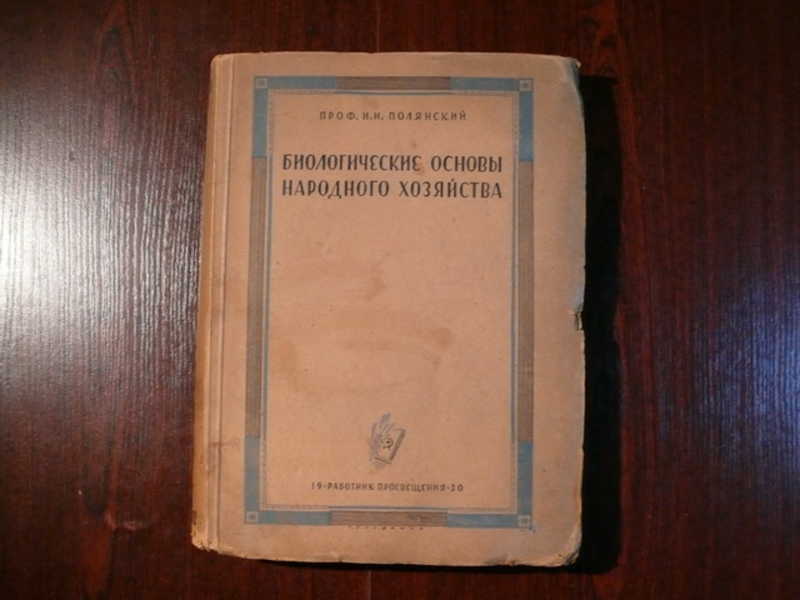 ПРОФ. И.И. ПОЛЯНСКИЙ
БИОЛОГИЧЕСКИЕ ОСНОВЫ
НАРОДНОГО ХОЗЯЙСТВА
19-РАБОТНИК ПРОСВЕЩЕНИЯ-30